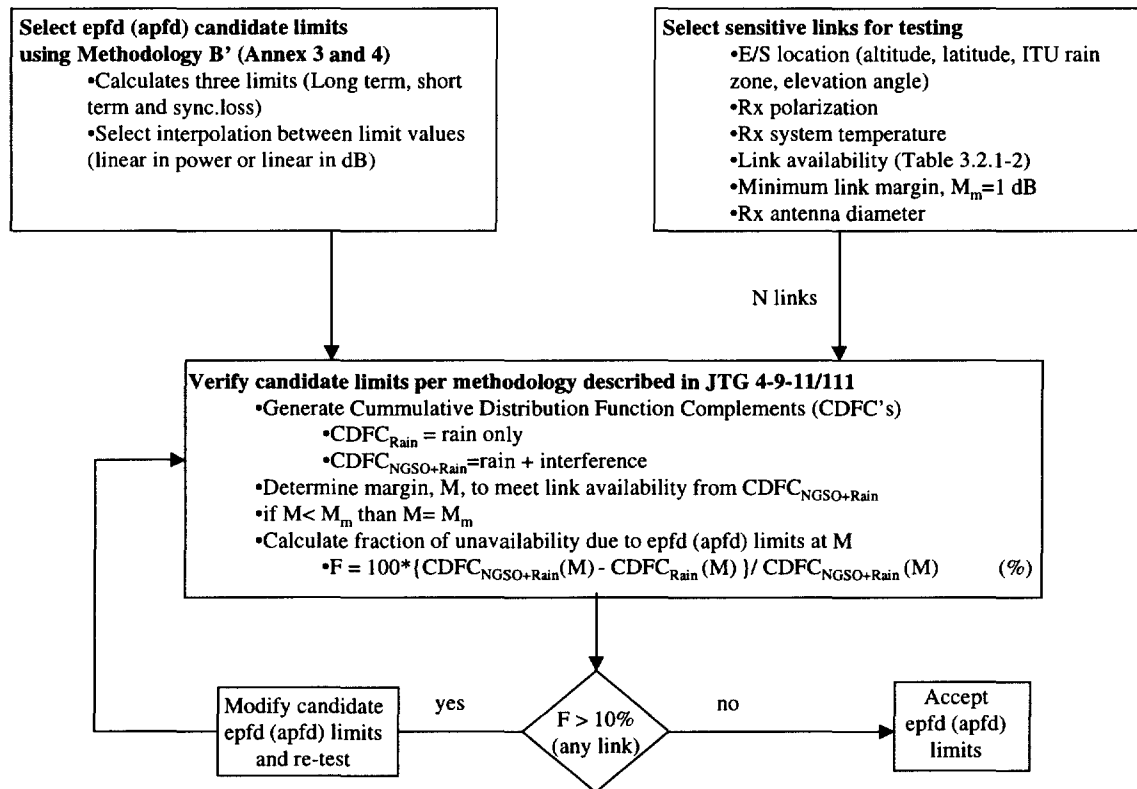 Select epfd (apfd) candidate limits
using Methodology B' (Annex 3 and 4)
•Calculates three limits (Long term, short
term and sync.loss)
•Select interpolation between limit values
(linear in power or linear in dB)
Select sensitive links for testing
•E/S location (altitude, latitude, ITU rain
zone, elevation angle)
•Rx polarization
•Rx system temperature
•Link availability (Table 3.2.1-2)
•Minimum link margin, Mm=1 dB
•Rx antenna diameter
N links
Verify candidate limits per methodology described in JTG 4-9-11/111
•Generate Cummulative Distribution Function Complements (CDFC's)
•CDFCRain = rain only
•CDFCNGSO+Rain=rain + interference
•Determine margin, M, to meet link availability from CDFCNGSO+Rain
•if M< Mm than M= Mm
•Calculate fraction of unavailability due to epfd (apfd) limits at M
•F = 100*{CDFCNGSO+Rain(M) - CDFCRain (M) }/ CDFCNGSO+Rain (M) (%)
Modify candidate
epfd (apfd) limits
and re-test
yes
F > 10%
(any link)
no
Accept
epfd (apfd)
limits